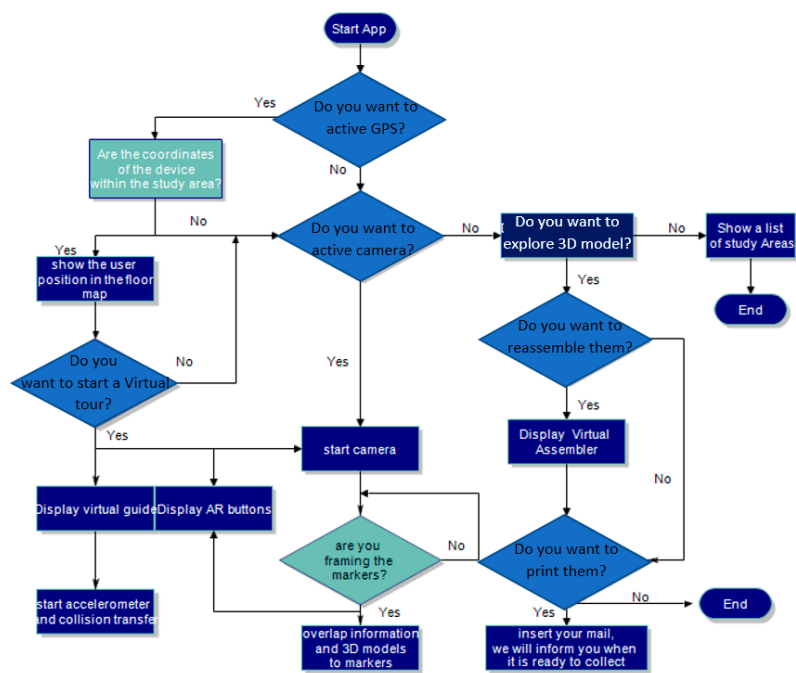 Start App
Yes
Do you want to
active GPS?
Are the coordinates
of the device
within the study area?
No
No
Do you want to
active camera?
No
Do you want to
explore 3D model?
No
Show a list
of study Areas
Yes
show the user
position in the floor
map
Yes
End
Do you want to
reassemble them?
Do you
want to start a Virtual
tour?
No
Yes
Yes
Yes
start camera
Display Virtual
Assembler
No
Display virtual guide
Display AR buttons
are you
framing the
markers?
No
Do you want to
print them?
start accelerometer
and collision transfer
Yes
Yes
No
End
overlap information
and 3D models
to markers
insert your mail,
we will inform you when
it is ready to collect